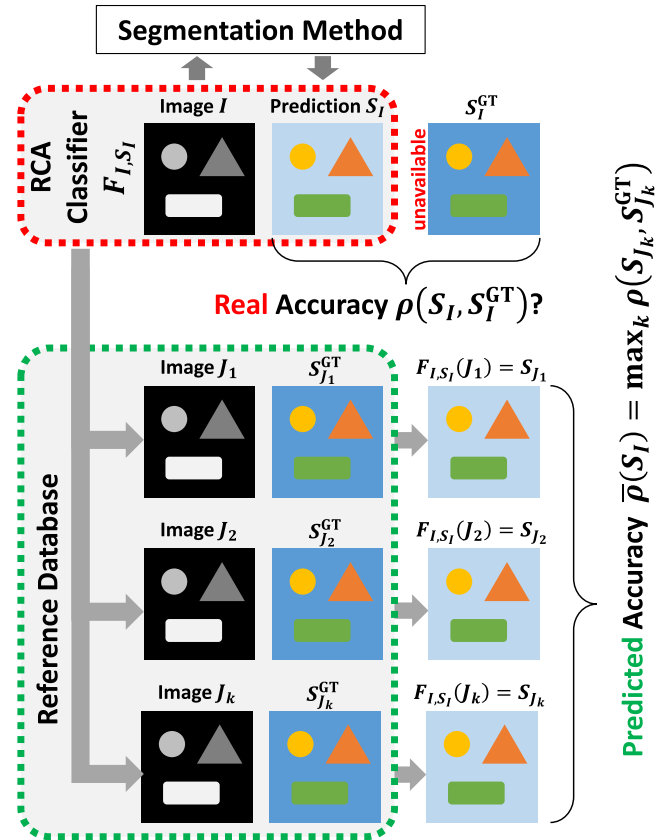 Segmentation Method
Image I
Prediction S_I
S_I^GT
RCA
Classifier
F_{I,S_I}
unavailable
Real Accuracy ρ(S_I, S_I^GT)?
Image J_1
S_{J_1}^GT
F_{I,S_I}(J_1) = S_{J_1}
Image J_2
S_{J_2}^GT
F_{I,S_I}(J_2) = S_{J_2}
Image J_k
S_{J_k}^GT
F_{I,S_I}(J_k) = S_{J_k}
Reference Database
Predicted Accuracy ρ̅(S_I) = max_k ρ(S_{J_k}, S_{J_k}^GT)